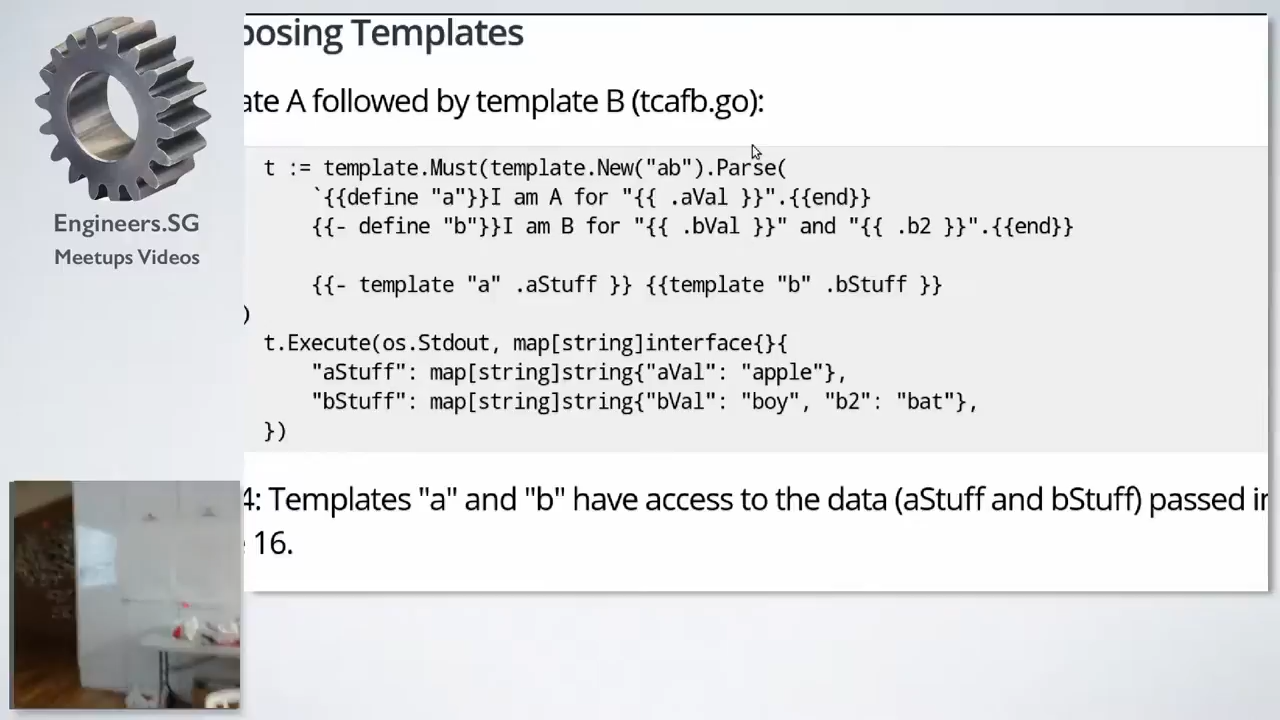 Engineers.SG
Meetups Videos
posing Templates
ate A followed by template B (tcafb.go):
t := template.Must(template.New("ab").Parse(
`{{define "a"}}I am A for "{{ .aVal }}".{{end}}
{{- define "b"}}I am B for "{{ .bVal }}" and "{{ .b2 }}".{{end}}
{{- template "a" .aStuff }} {{template "b" .bStuff }}
)
t.Execute(os.Stdout, map[string]interface{}{
"aStuff": map[string]string{"aVal": "apple"},
"bStuff": map[string]string{"bVal": "boy", "b2": "bat"},
})
4: Templates "a" and "b" have access to the data (aStuff and bStuff) passed in
16.